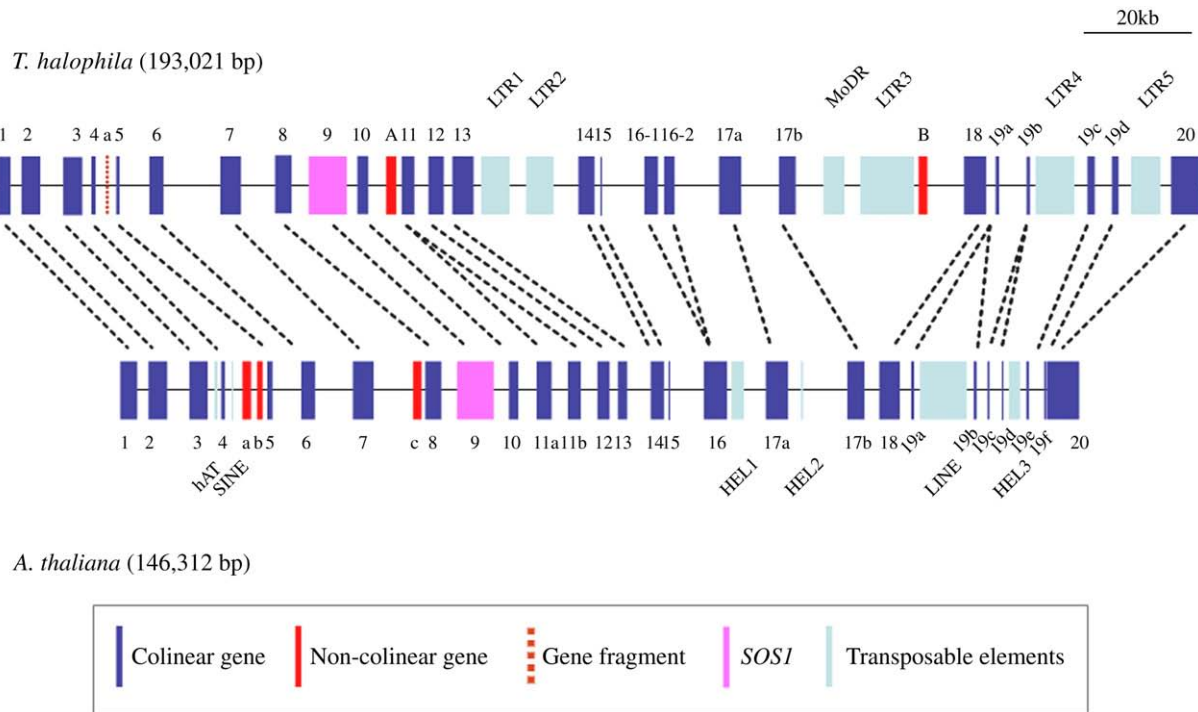 20kb
T. halophila (193,021 bp)
LTR1 LTR2 MoDR LTR3 LTR4 LTR5
1 2 3 4 a 5 6 7 8 9 10 A 11 12 13 14 15 16-1 16-2 17a 17b B 18 19a 19b 19c 19d 20
1 2 3 4 a b 5 6 7 c 8 9 10 11a 11b 12 13 14 15 16 17a 17b 18 19a 19b 19c 19d 19e 19f 20
hAT SINE HEL1 HEL2 LINE HEL3
A. thaliana (146,312 bp)
Colinear gene Non-colinear gene Gene fragment SOS1 Transposable elements